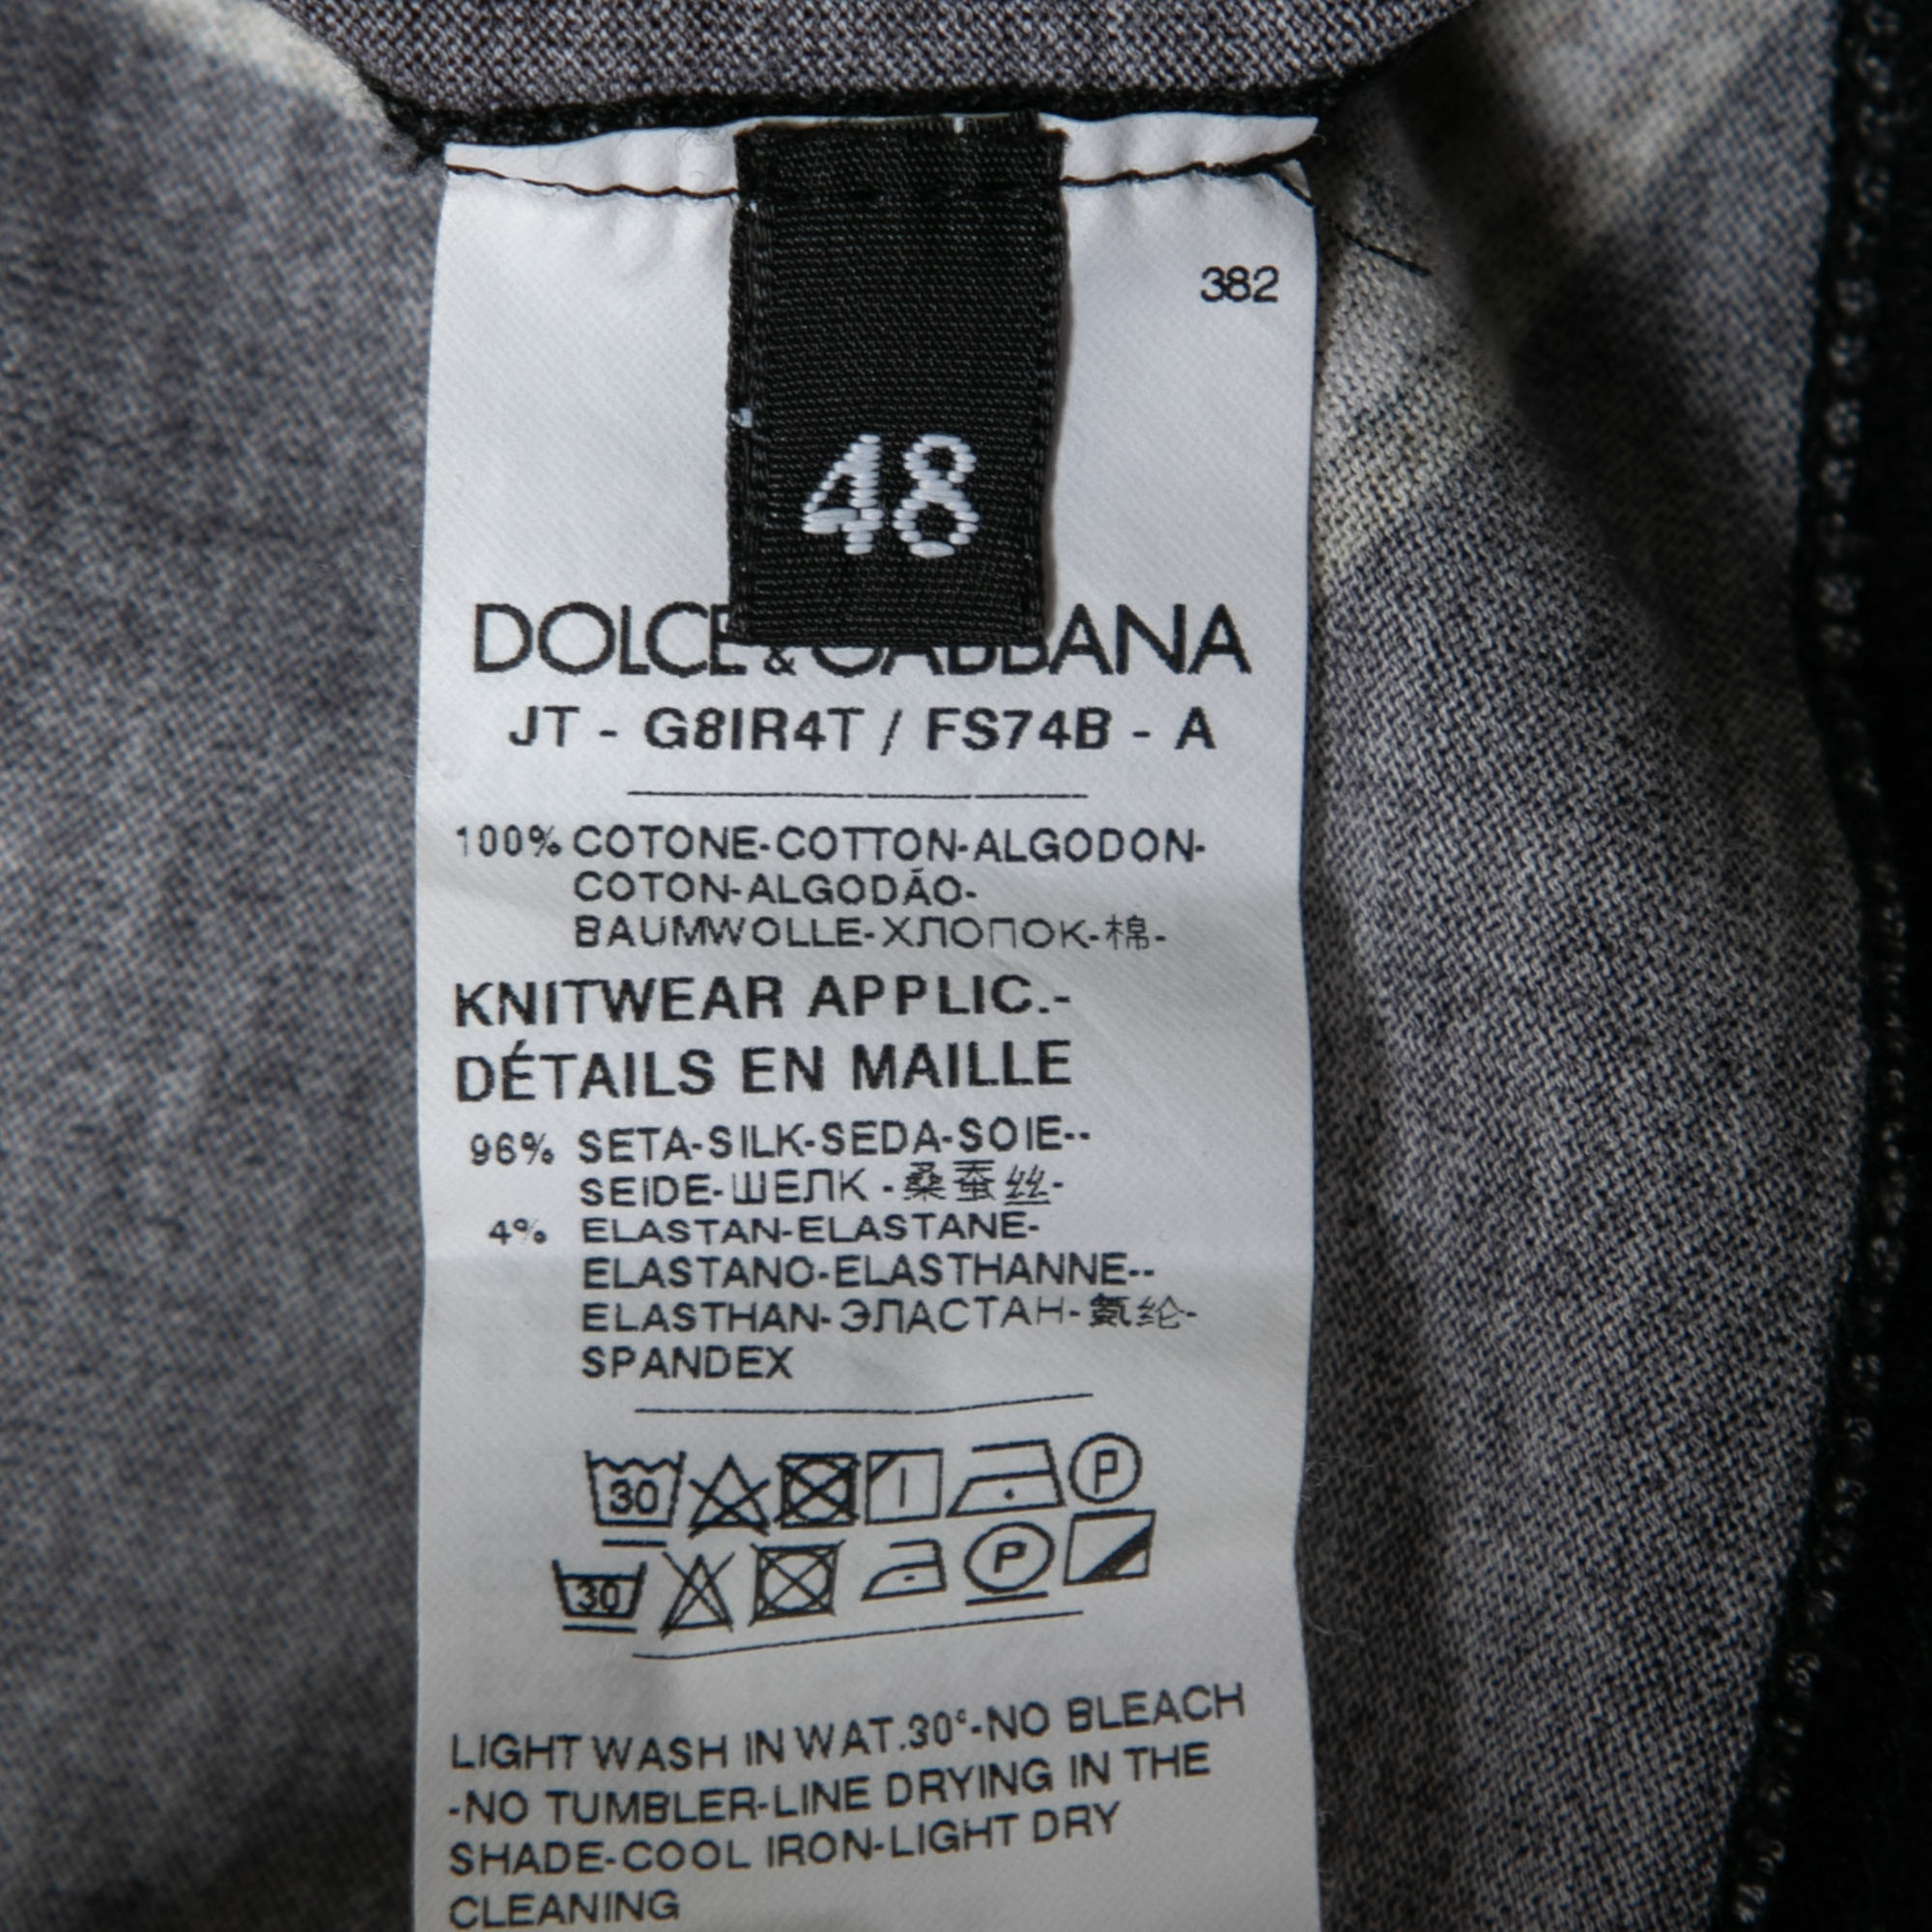 382
48
DOLCE & GABBANA
JT - G8IR4T / FS74B - A
100% COTONE-COTTON-ALGODON-
COTON-ALGODÃO-
BAUMWOLLE-ХЛОПОК-棉-
KNITWEAR APPLIC.-
DÉTAILS EN MAILLE
96% SETA-SILK-SEDA-SOIE--
SEIDE-ШЕЛК -桑蚕丝-
4% ELASTAN-ELASTANE-
ELASTANO-ELASTHANNE--
ELASTHAN-ЭЛАСТАН-氨纶-
SPANDEX
30 P
30 P
LIGHT WASH IN WAT.30°-NO BLEACH
-NO TUMBLER-LINE DRYING IN THE
SHADE-COOL IRON-LIGHT DRY
CLEANING